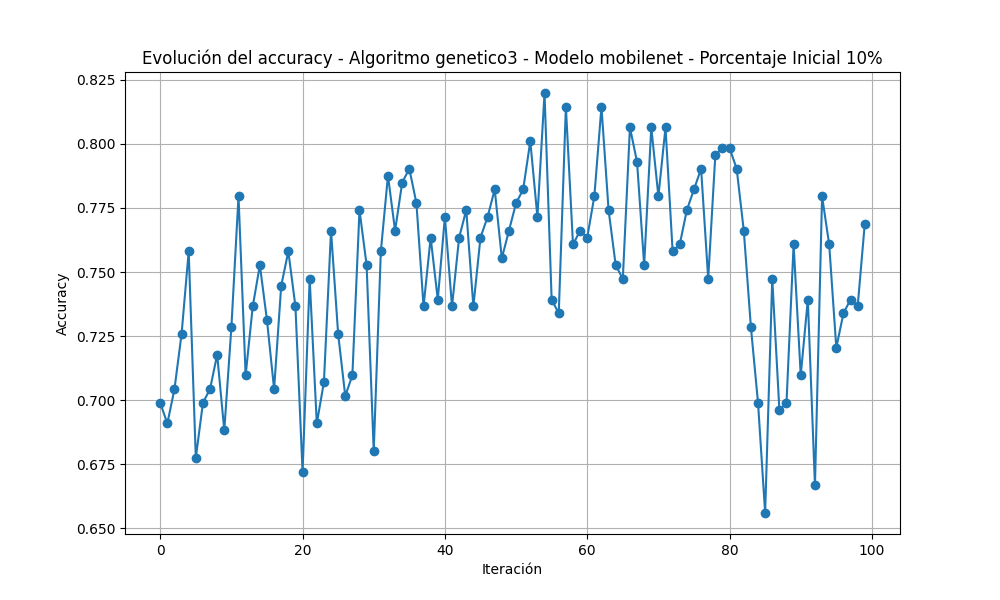 Evolución del accuracy - Algoritmo genetico3 - Modelo mobilenet - Porcentaje Inicial 10%
0.825
0.800
0.775
0.750
0.725
0.700
0.675
0.650
Accuracy
0 20 40 60 80 100
Iteración